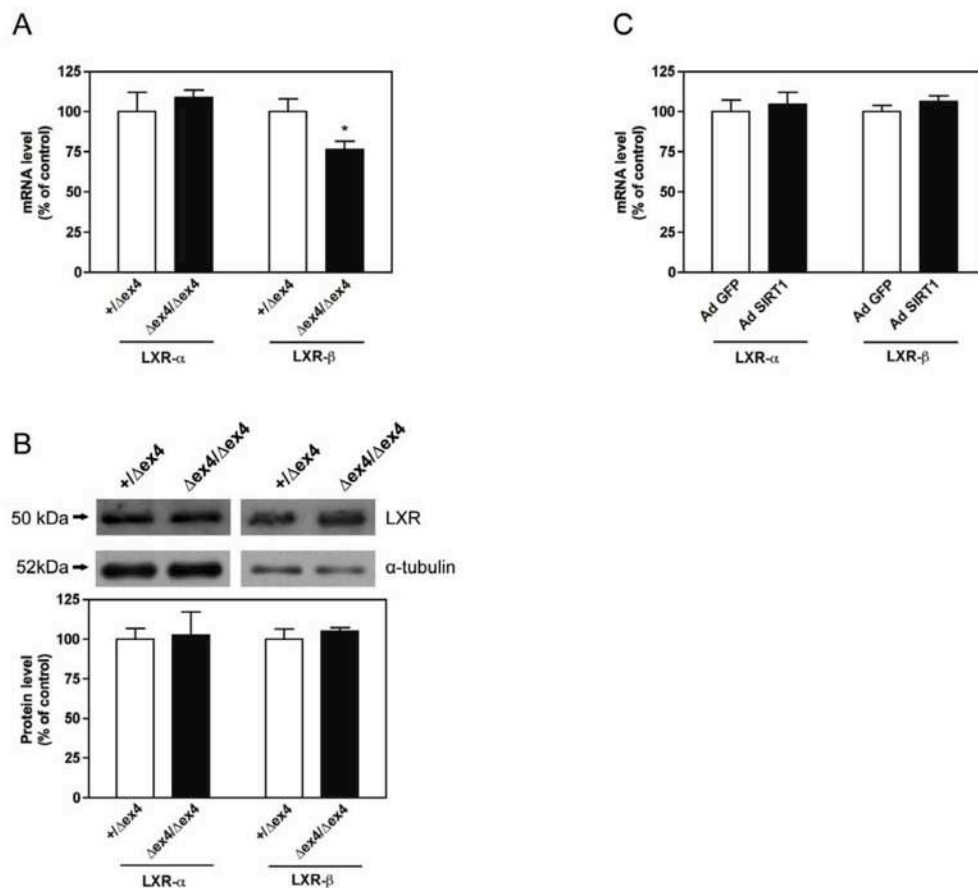 A
mRNA level
(% of control)
125
100
75
50
25
0
*
+/Δex4
Δex4/Δex4
+/Δex4
Δex4/Δex4
LXR-α
LXR-β
C
mRNA level
(% of control)
125
100
75
50
25
0
Ad GFP
Ad SIRT1
Ad GFP
Ad SIRT1
LXR-α
LXR-β
B
+/Δex4
Δex4/Δex4
+/Δex4
Δex4/Δex4
50 kDa
LXR
52kDa
α-tubulin
Protein level
(% of control)
125
100
75
50
25
0
+/Δex4
Δex4/Δex4
+/Δex4
Δex4/Δex4
LXR-α
LXR-β